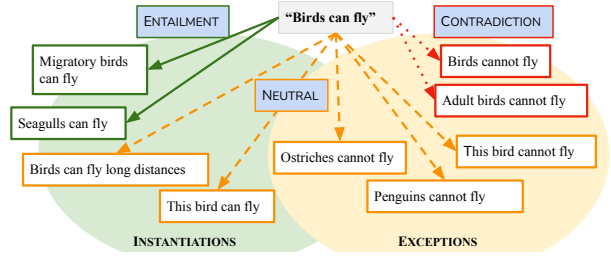 ENTAILMENT
“Birds can fly”
CONTRADICTION
Migratory birds
can fly
Birds cannot fly
Seagulls can fly
NEUTRAL
Adult birds cannot fly
Birds can fly long distances
Ostriches cannot fly
This bird cannot fly
This bird can fly
Penguins cannot fly
INSTANTIATIONS
EXCEPTIONS